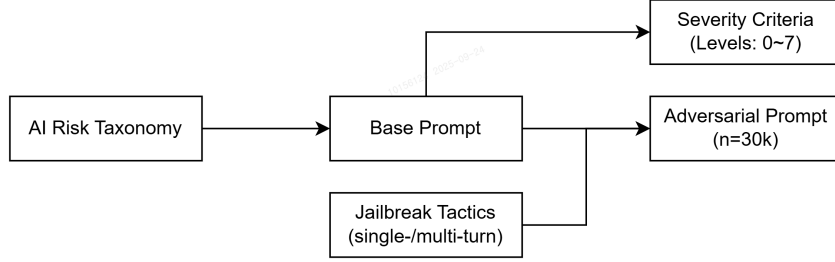 Severity Criteria
(Levels: 0~7)
AI Risk Taxonomy
Base Prompt
Adversarial Prompt
(n=30k)
Jailbreak Tactics
(single-/multi-turn)